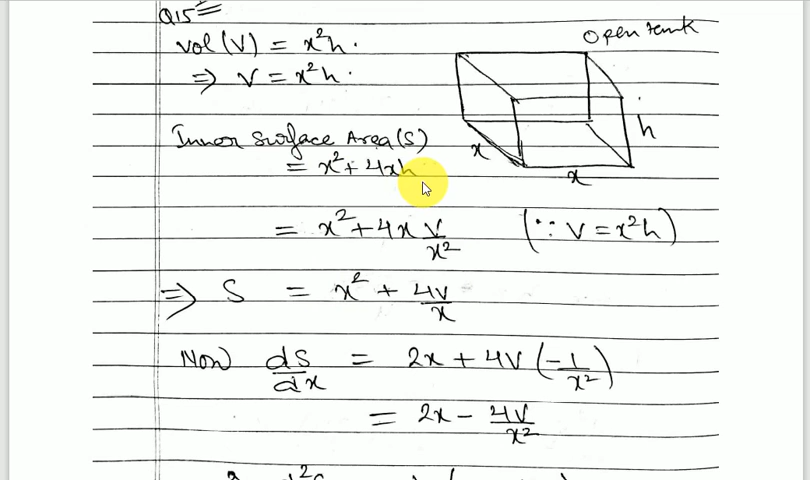 Q15
Vol(V) = x²h.
⇒ V = x²h.
Open tank
h
x
x
Inner Surface Area(S)
= x² + 4xh
= x² + 4x V/x² (∵ V = x²h)
⇒ S = x² + 4V/x
Now dS/dx = 2x + 4V (-1/x²)
= 2x - 4V/x²